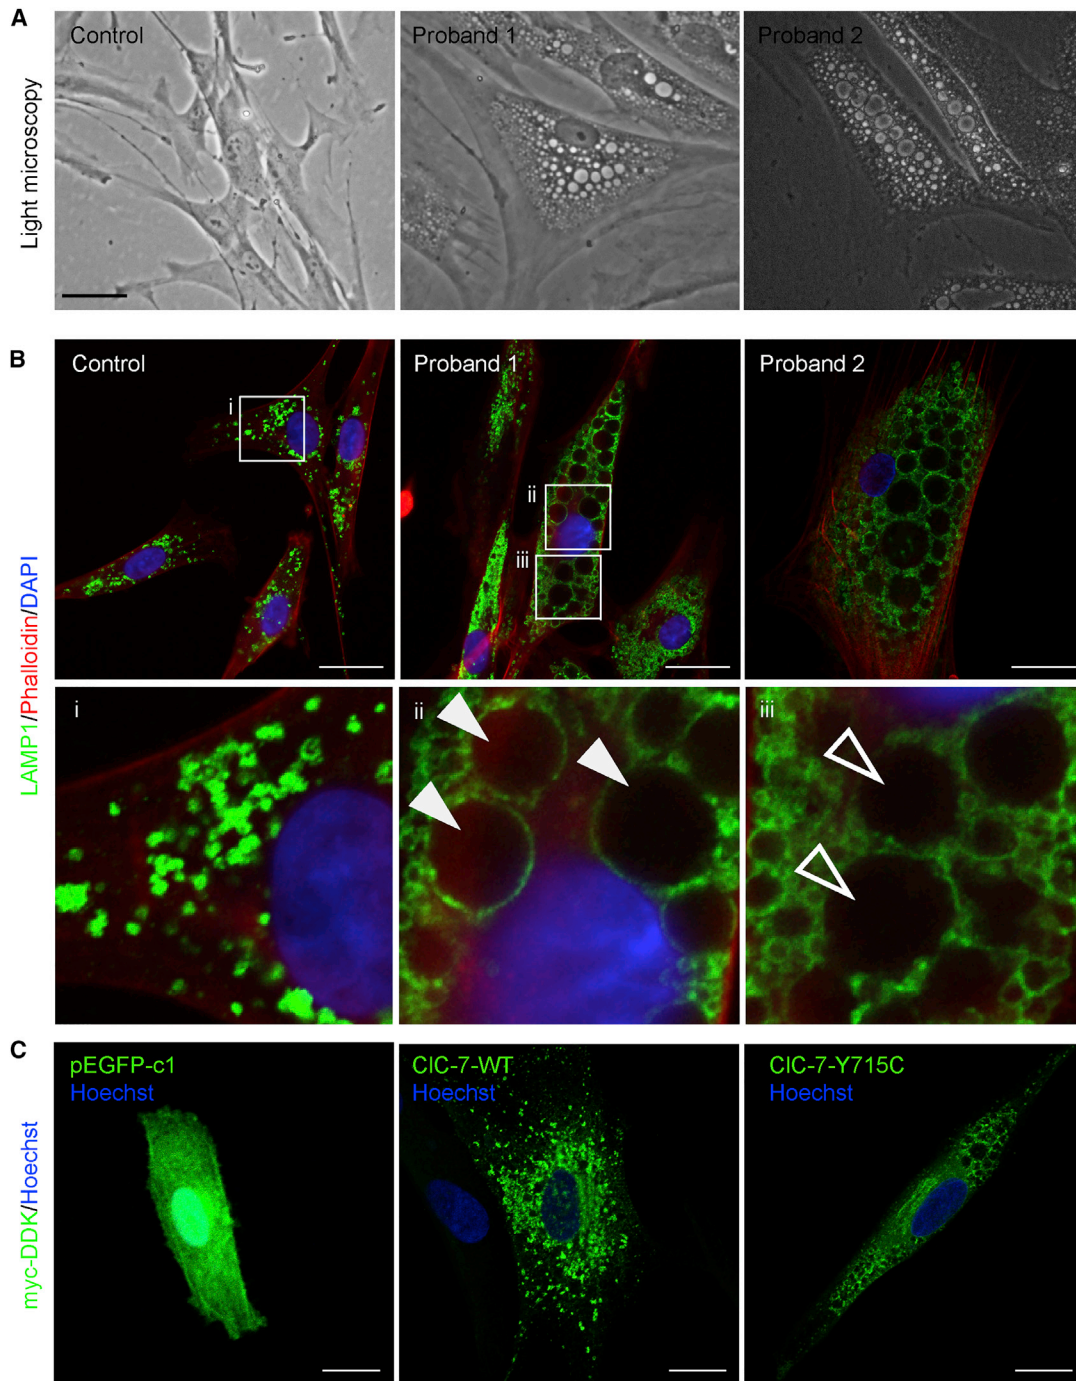 A
Light microscopy
Control
Proband 1
Proband 2
B
LAMP1/Phalloidin/DAPI
Control
Proband 1
Proband 2
i
ii
iii
i
ii
iii
C
myc-DDK/Hoechst
pEGFP-c1
Hoechst
ClC-7-WT
Hoechst
ClC-7-Y715C
Hoechst